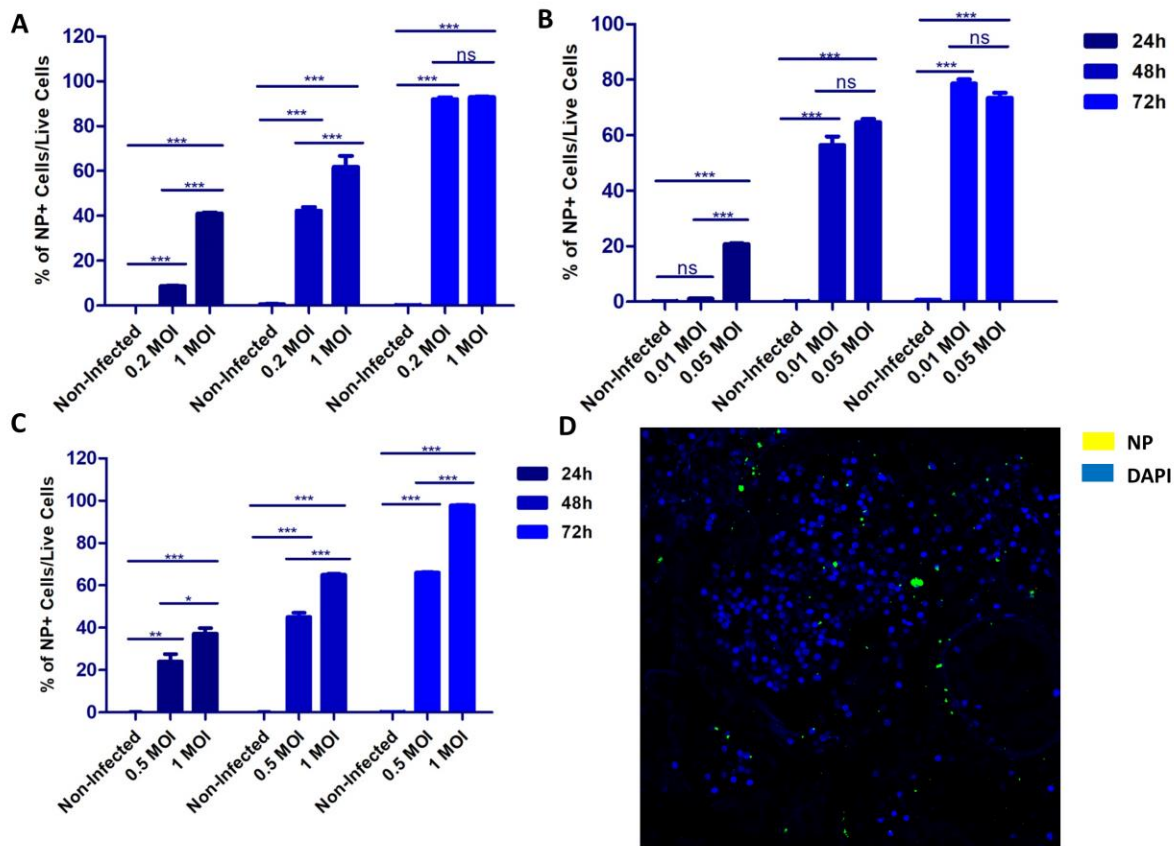 A
% of NP+ Cells/Live Cells
120
100
80
60
40
20
0
***
***
***
***
***
***
***
ns
***
Non-Infected
0.2 MOI
1 MOI
Non-Infected
0.2 MOI
1 MOI
Non-Infected
0.2 MOI
1 MOI
B
% of NP+ Cells/Live Cells
100
80
60
40
20
0
***
***
ns
***
ns
***
***
ns
***
Non-Infected
0.01 MOI
0.05 MOI
Non-Infected
0.01 MOI
0.05 MOI
Non-Infected
0.01 MOI
0.05 MOI
24h
48h
72h
C
% of NP+ Cells/Live Cells
120
100
80
60
40
20
0
***
*
**
***
***
***
***
***
***
Non-Infected
0.5 MOI
1 MOI
Non-Infected
0.5 MOI
1 MOI
Non-Infected
0.5 MOI
1 MOI
24h
48h
72h
D
NP
DAPI